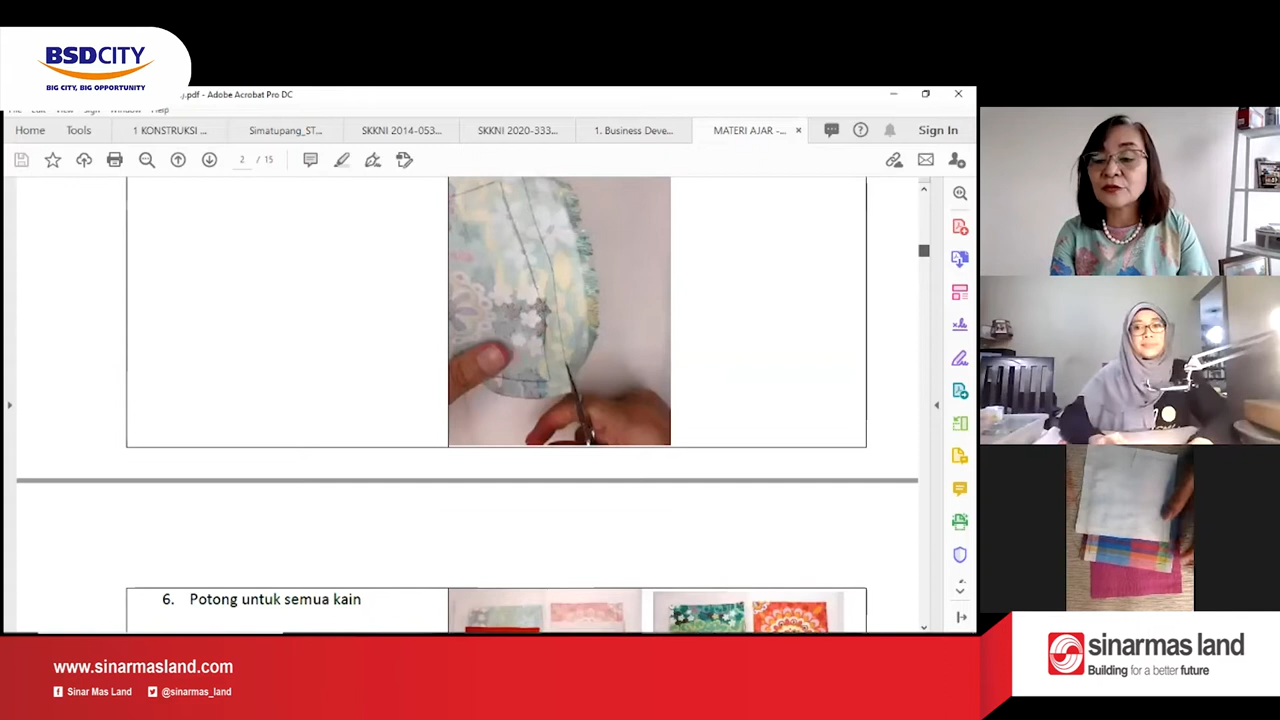 BSDCITY
BIG CITY, BIG OPPORTUNITY
.pdf - Adobe Acrobat Pro DC
Home
Tools
1 KONSTRUKSI ...
Simatupang_ST...
SKKNI 2014-053...
SKKNI 2020-333...
1. Business Deve...
MATERI AJAR -...
Sign In
2 / 15
6. Potong untuk semua kain
www.sinarmasland.com
Sinar Mas Land
@sinarmas_land
sinarmas land
Building for a better future